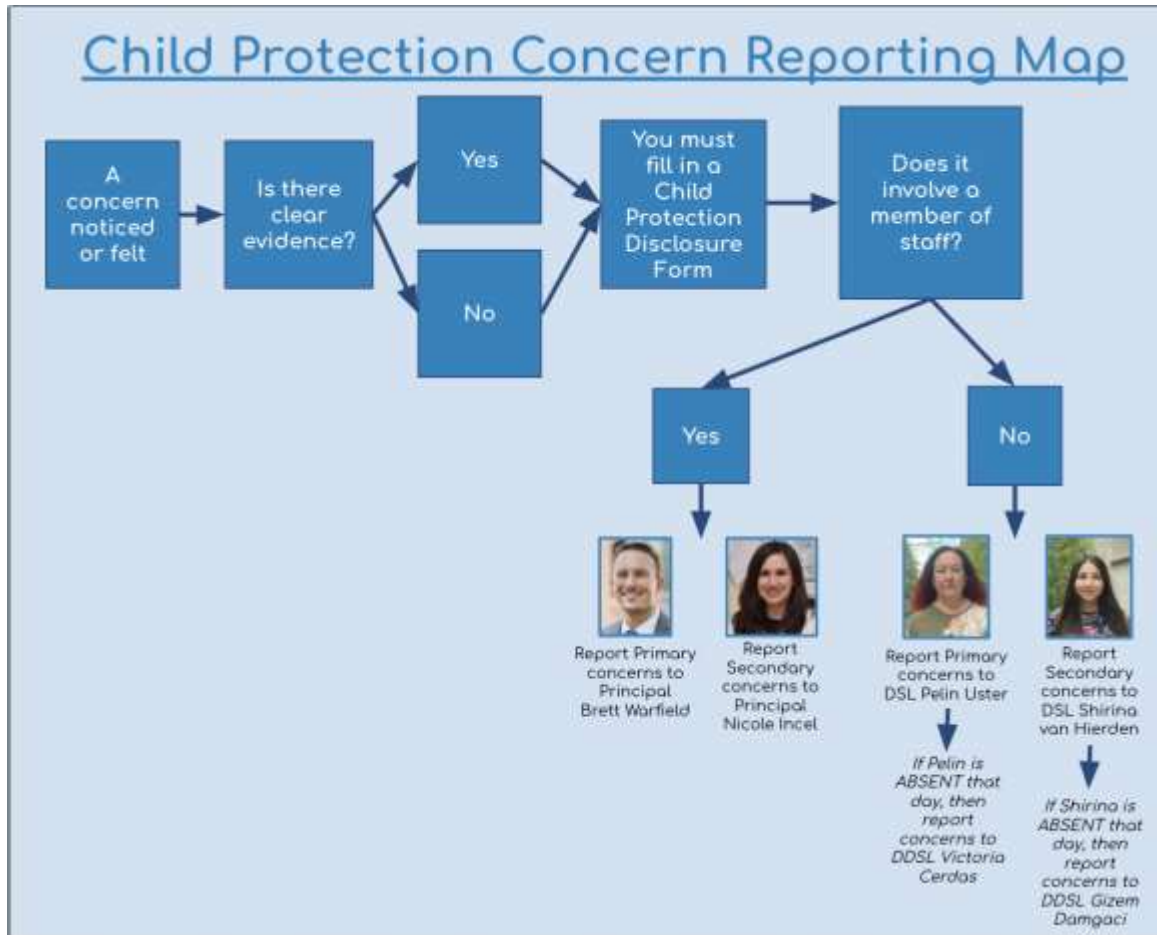 Child Protection Concern Reporting Map
A
concern
noticed
or felt
Is there
clear
evidence?
Yes
No
You must
fill in a
Child
Protection
Disclosure
Form
Does it
involve a
member of
staff?
Yes
No
Report Primary
concerns to
Principal
Brett Warfield
Report
Secondary
concerns to
Principal
Nicole Incel
Report Primary
concerns to
DSL Pelin Uster
Report
Secondary
concerns to
DSL Shirina
van Hierden
If Pelin is
ABSENT that
day, then
report
concerns to
DDSL Victoria
Cerdas
If Shirina is
ABSENT that
day, then
report
concerns to
DDSL Gizem
Damgaci